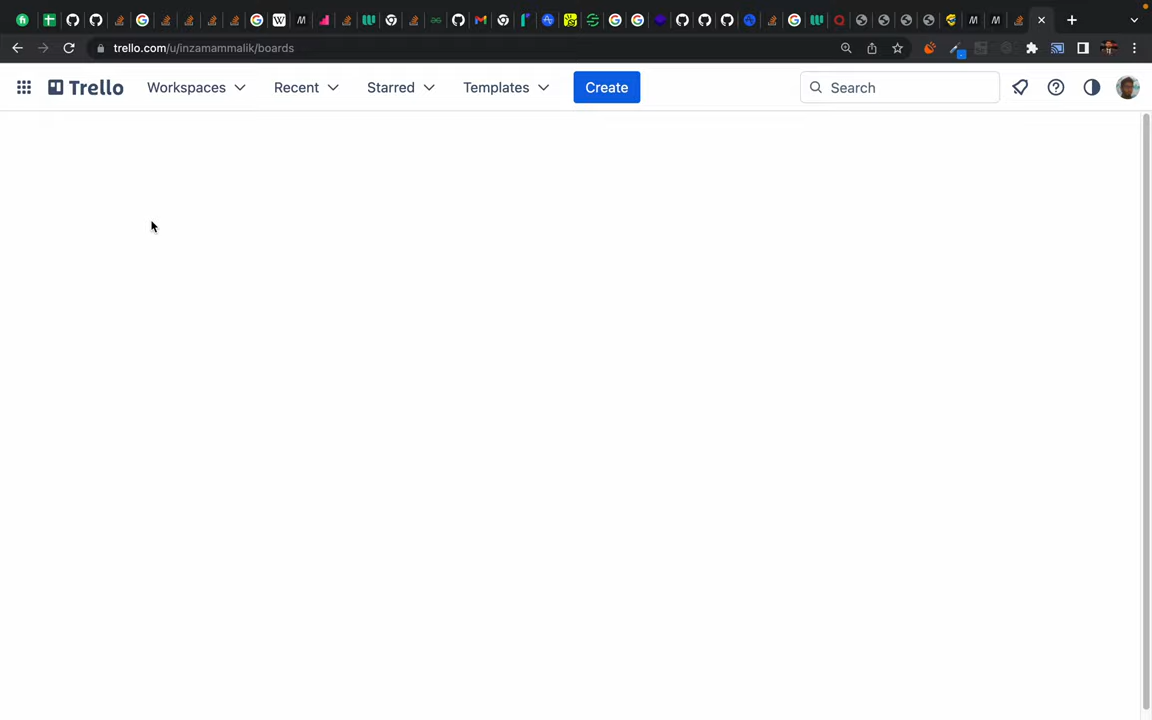 trello.com/u/inzamammalik/boards
Trello
Workspaces
Recent
Starred
Templates
Create
Search